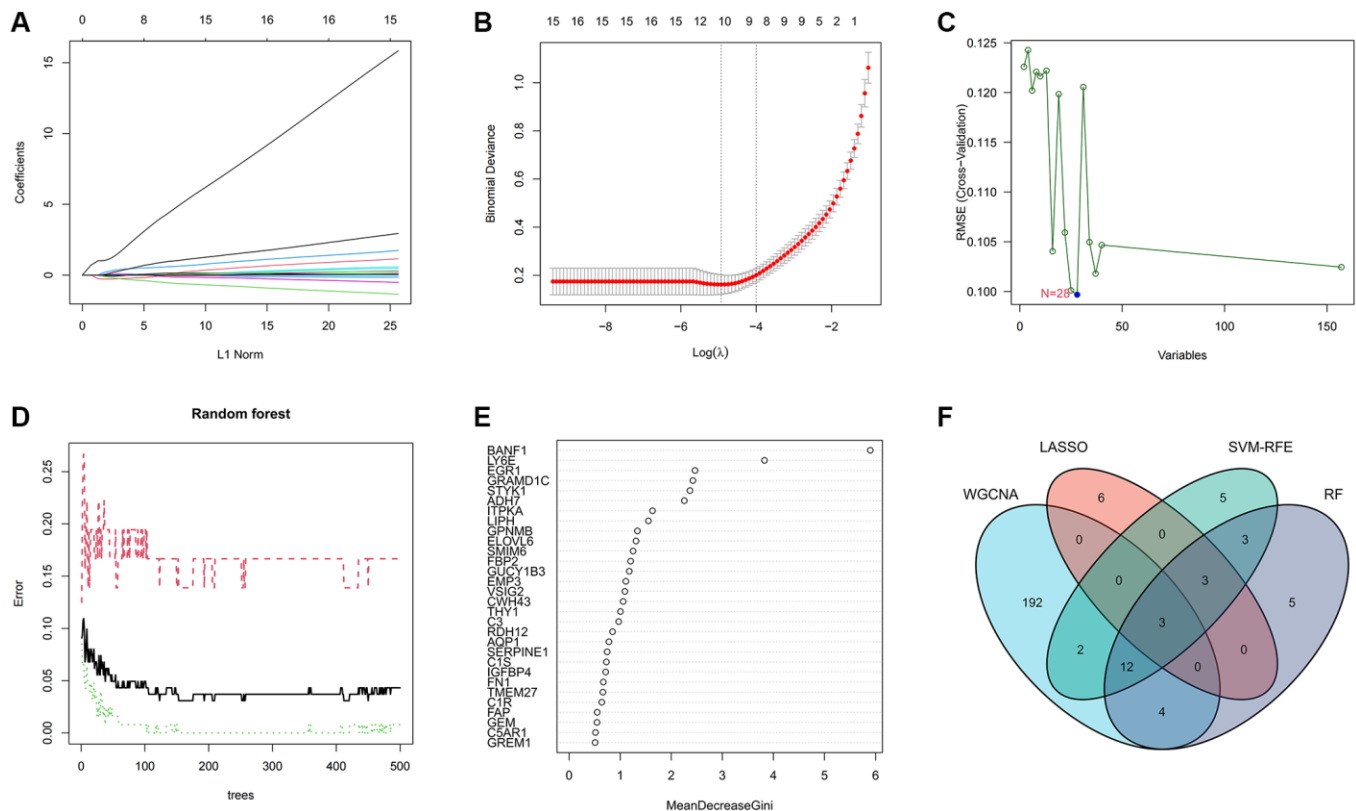 A
0 8 15 16 16 15
15
10
5
0
Coefficients
0 5 10 15 20 25
L1 Norm
B
15 16 15 15 16 15 12 10 9 8 9 9 5 2 1
1.0
0.8
0.6
0.4
0.2
Binomial Deviance
−8 −6 −4 −2
Log(λ)
C
0.125
0.120
0.115
0.110
0.105
0.100
RMSE (Cross−Validation)
N=28
0 50 100 150
Variables
D
Random forest
0.25
0.20
0.15
0.10
0.05
0.00
Error
0 100 200 300 400 500
trees
E
BANF1
LY6E
EGR1
GRAMD1C
STYK1
ADH7
ITPKA
LIPH
GPNMB
ELOVL6
SMIM6
FBP2
GUCY1B3
EMP3
VSIG2
CWH43
THY1
C3
RDH12
AQP1
SERPINE1
C1S
IGFBP4
FN1
TMEM27
C1R
FAP
GEM
C5AR1
GREM1
0 1 2 3 4 5 6
MeanDecreaseGini
F
LASSO SVM-RFE
WGCNA RF
6 5
0 0 3
192 0 3 5
3
2 12 0 0
4